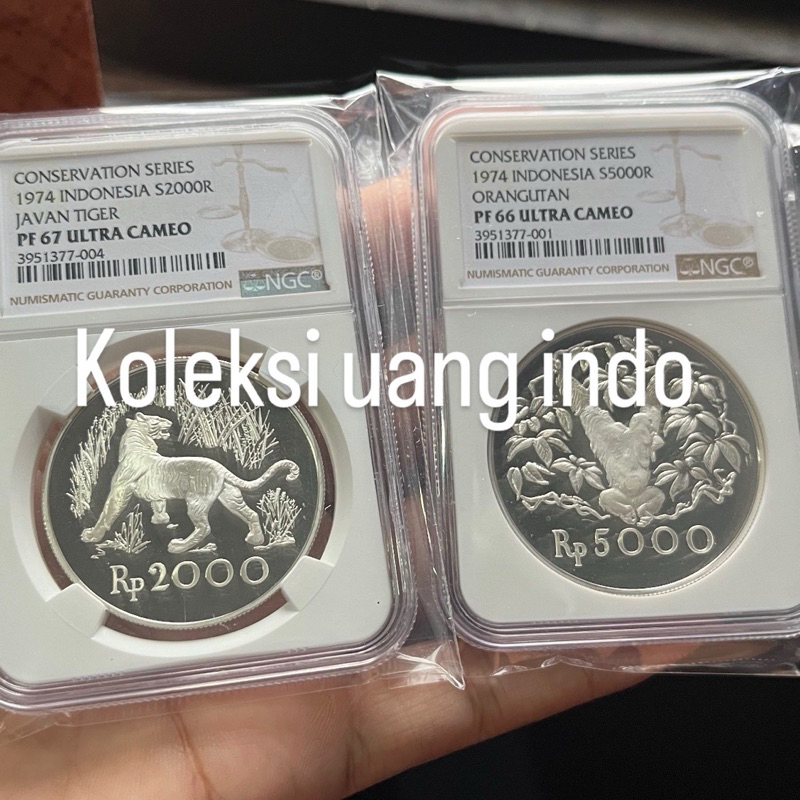 CONSERVATION SERIES
1974 INDONESIA S2000R
JAVAN TIGER
PF 67 ULTRA CAMEO
3951377-004
NUMISMATIC GUARANTY CORPORATION
NGC®
CONSERVATION SERIES
1974 INDONESIA S5000R
ORANGUTAN
PF 66 ULTRA CAMEO
3951377-001
NUMISMATIC GUARANTY CORPORATION
NGC®
Koleksi uang indo
Rp 2000
Rp 5000